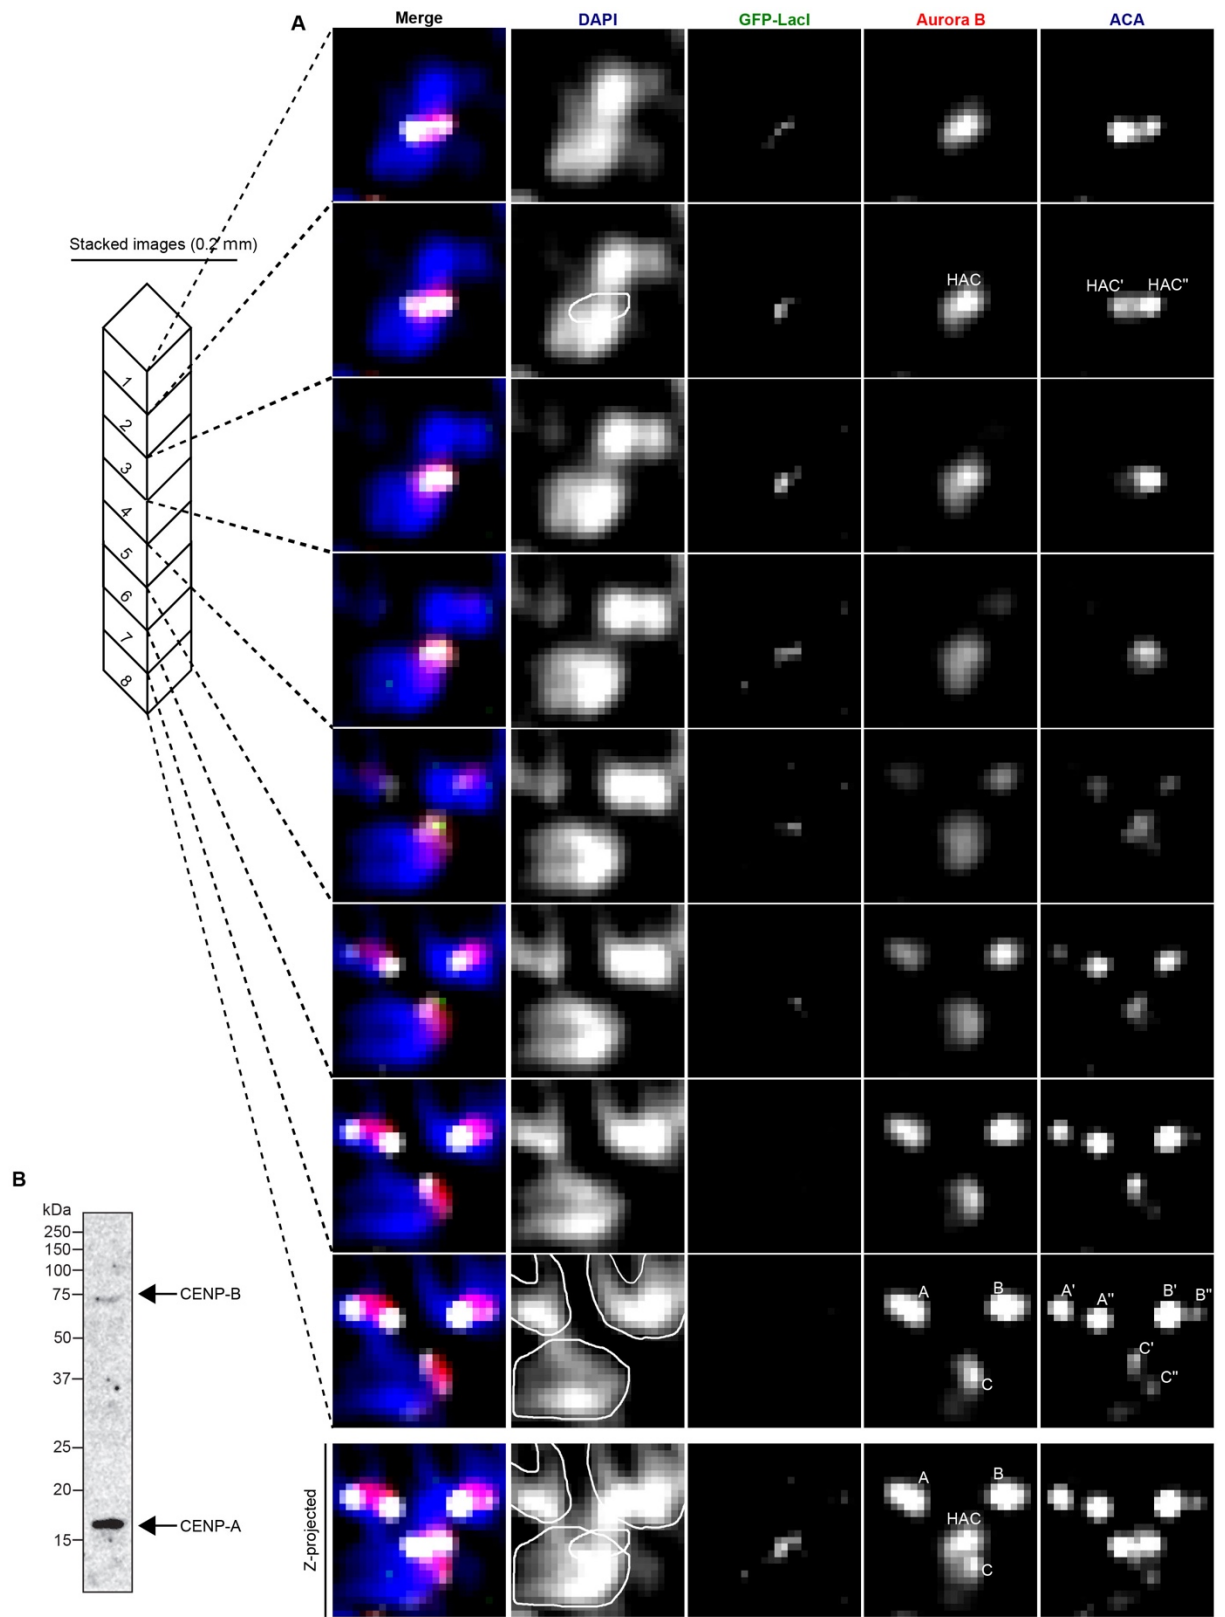 A
Merge
DAPI
GFP-LacI
Aurora B
ACA
Stacked images (0.2 mm)
HAC
HAC'
HAC"
1
2
3
4
5
6
7
8
B
kDa
250
150
100
75
CENP-B
50
37
25
20
CENP-A
15
A
B
C
A'
A"
B'
B"
C'
C"
Z-projected
A
B
HAC
C